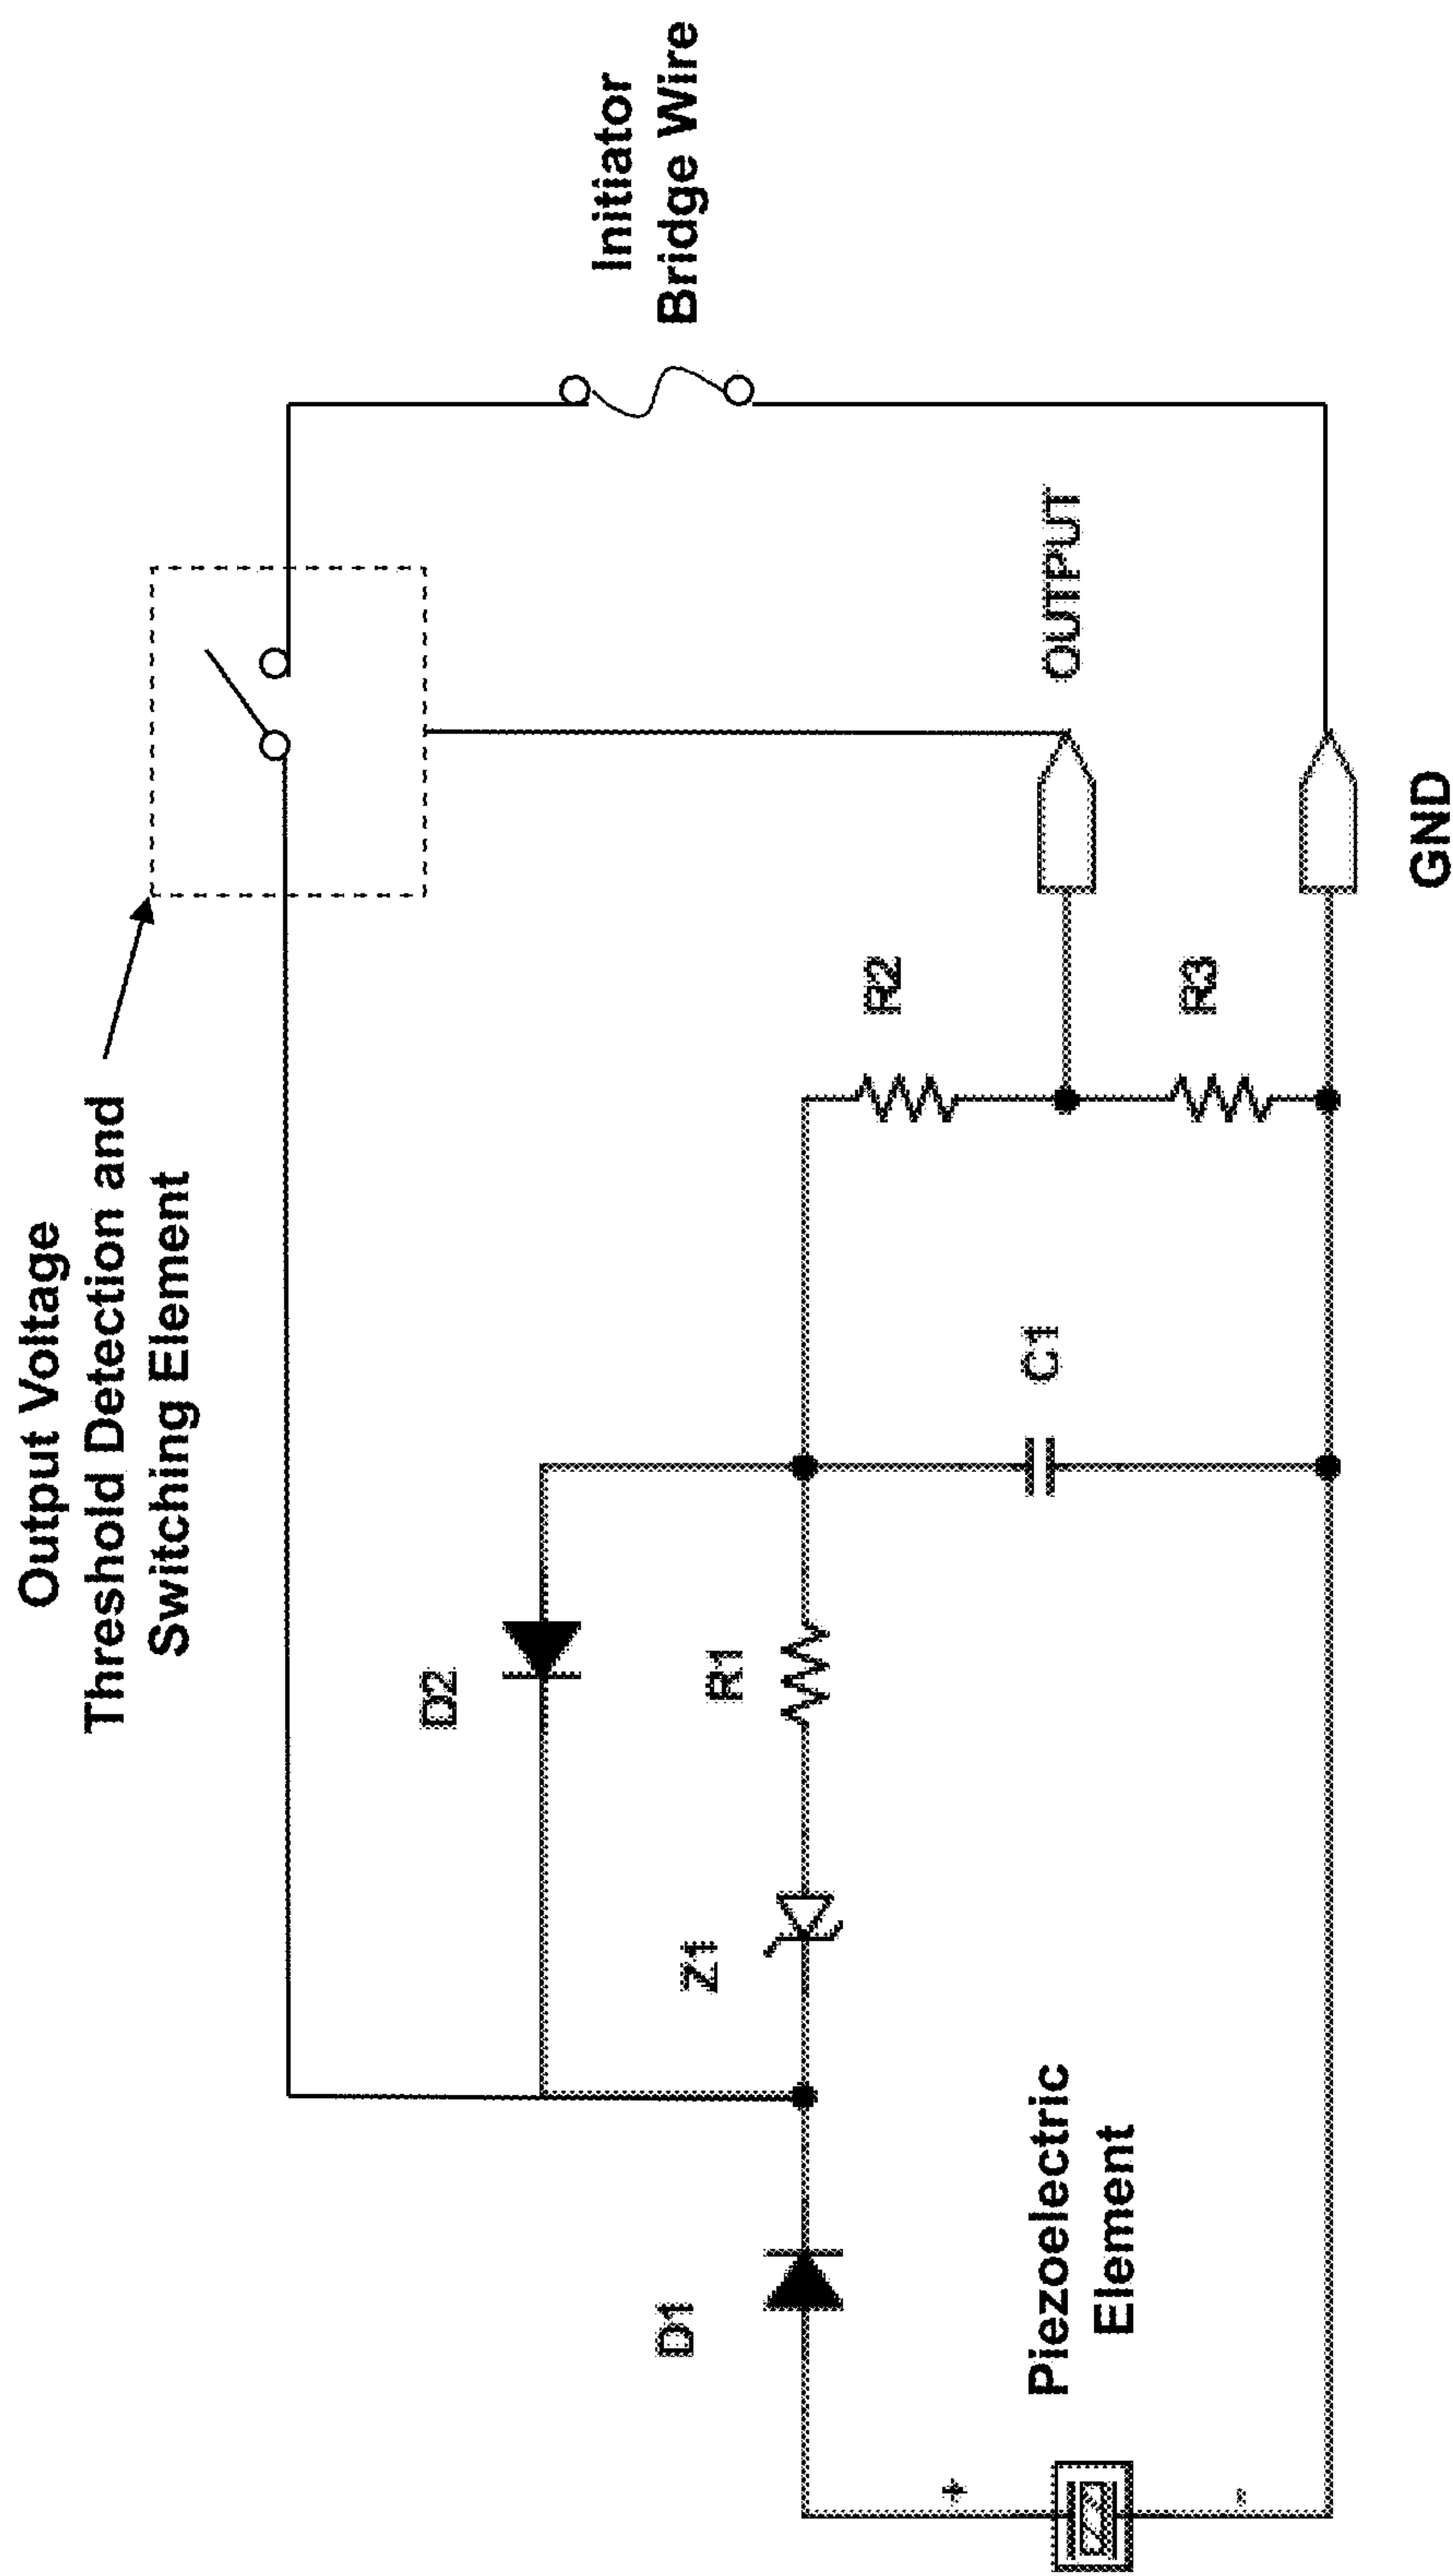 Output Voltage
Threshold Detection and
Switching Element
Initiator
Bridge Wire
D2
R1
Z1
D1
C1
R2
R3
OUTPUT
GND
Piezoelectric
Element
+
-